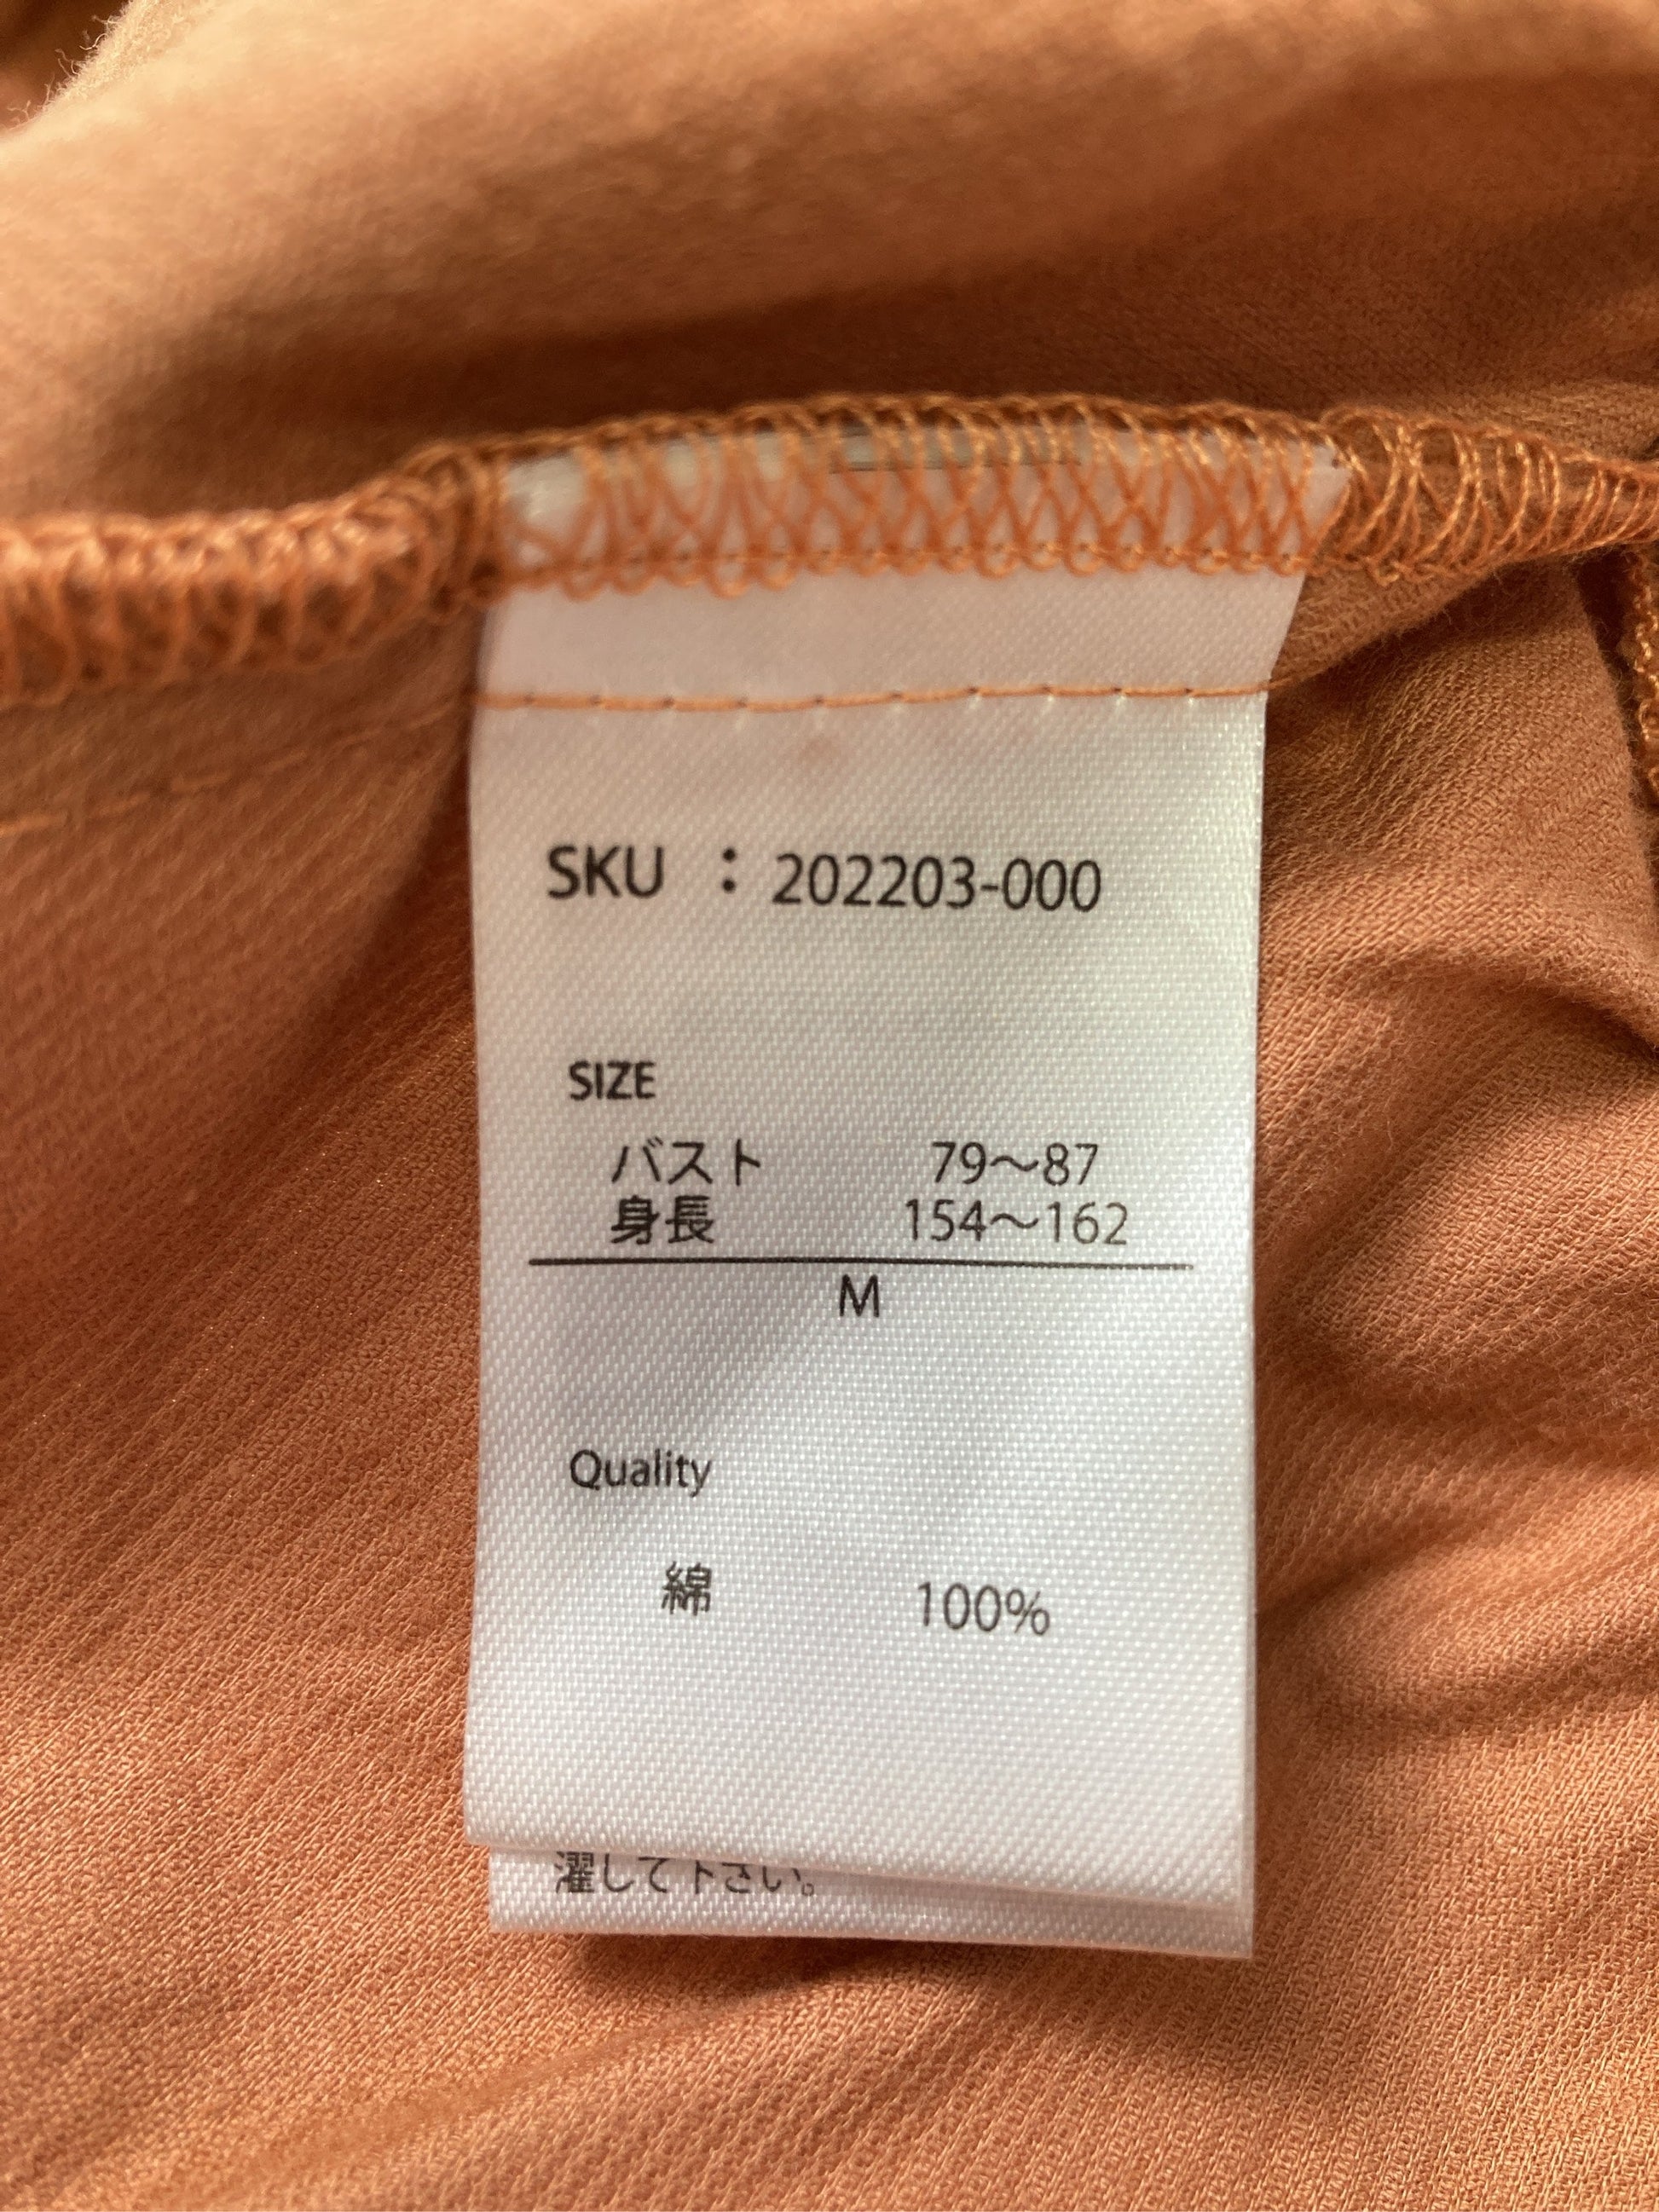 SKU : 202203-000
SIZE
バスト 79～87
身長 154～162
M
Quality
綿 100%
濯して下さい。